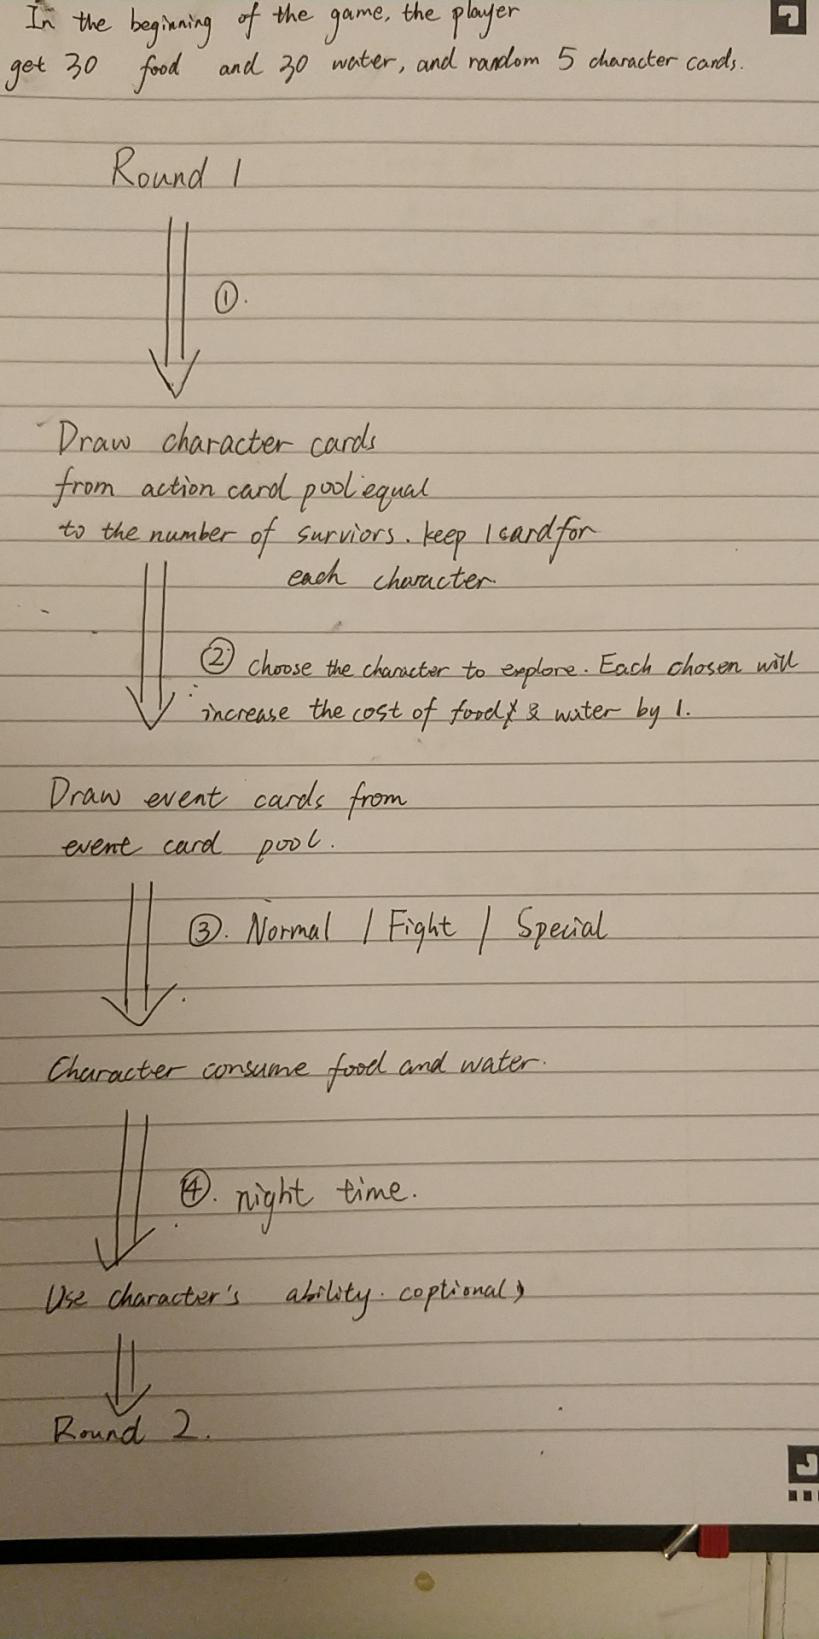 In the beginning of the game, the player
get 30 food and 30 water, and random 5 character cards.
Round 1
①.
Draw character cards
from action card pool equal
to the number of surviors. keep 1 card for
each character.
② choose the character to explore. Each chosen will
increase the cost of food & water by 1.
Draw event cards from
event card pool.
③. Normal / Fight / Special
Character consume food and water.
④. night time.
Use character's ability. (optional)
Round 2.